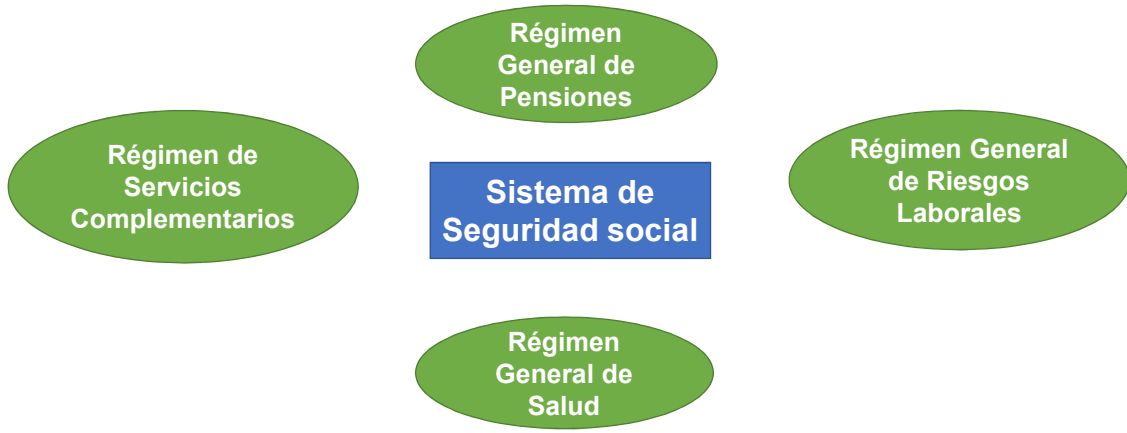 Régimen
General de
Pensiones
Régimen de
Servicios
Complementarios
Sistema de
Seguridad social
Régimen General
de Riesgos
Laborales
Régimen
General de
Salud